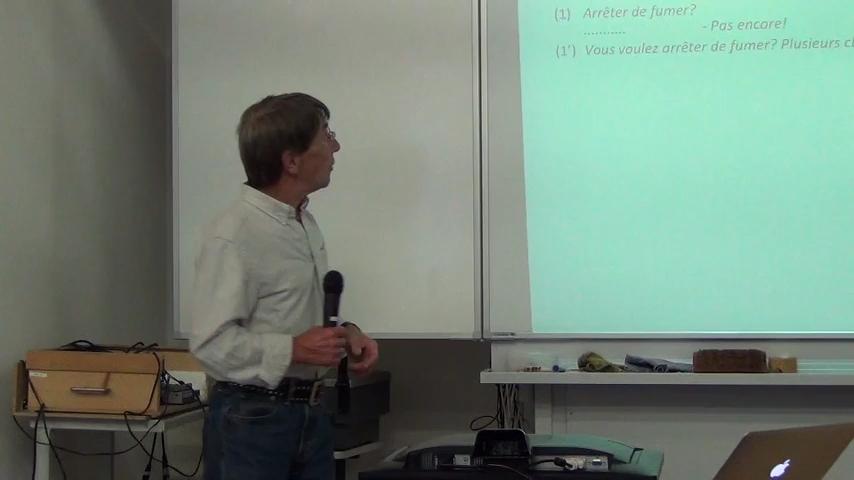 (1) Arrêter de fumer?
........... - Pas encore!
(1') Vous voulez arrêter de fumer? Plusieurs